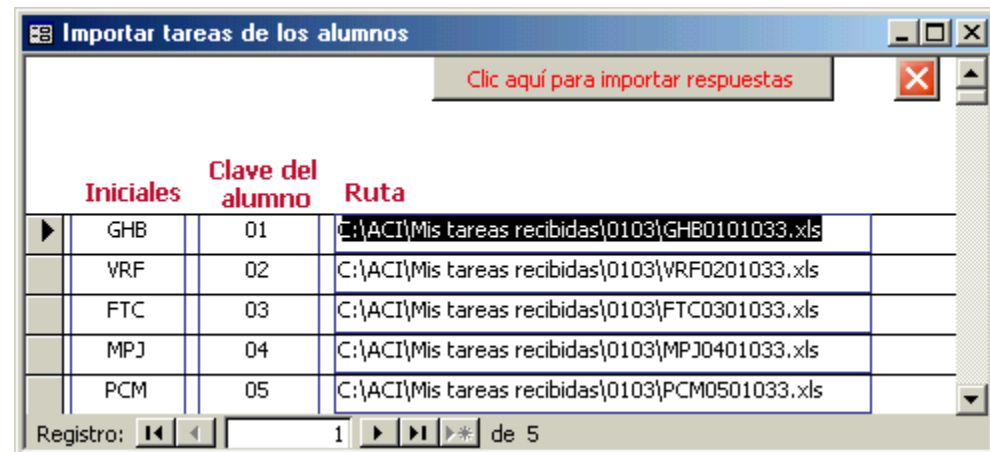 Importar tareas de los alumnos
Clic aquí para importar respuestas
Iniciales Clave del alumno Ruta
GHB 01 C:\ACI\Mis tareas recibidas\0103\GHB0101033.xls
VRF 02 C:\ACI\Mis tareas recibidas\0103\VRF0201033.xls
FTC 03 C:\ACI\Mis tareas recibidas\0103\FTC0301033.xls
MPJ 04 C:\ACI\Mis tareas recibidas\0103\MPJ0401033.xls
PCM 05 C:\ACI\Mis tareas recibidas\0103\PCM0501033.xls
Registro: 1 de 5